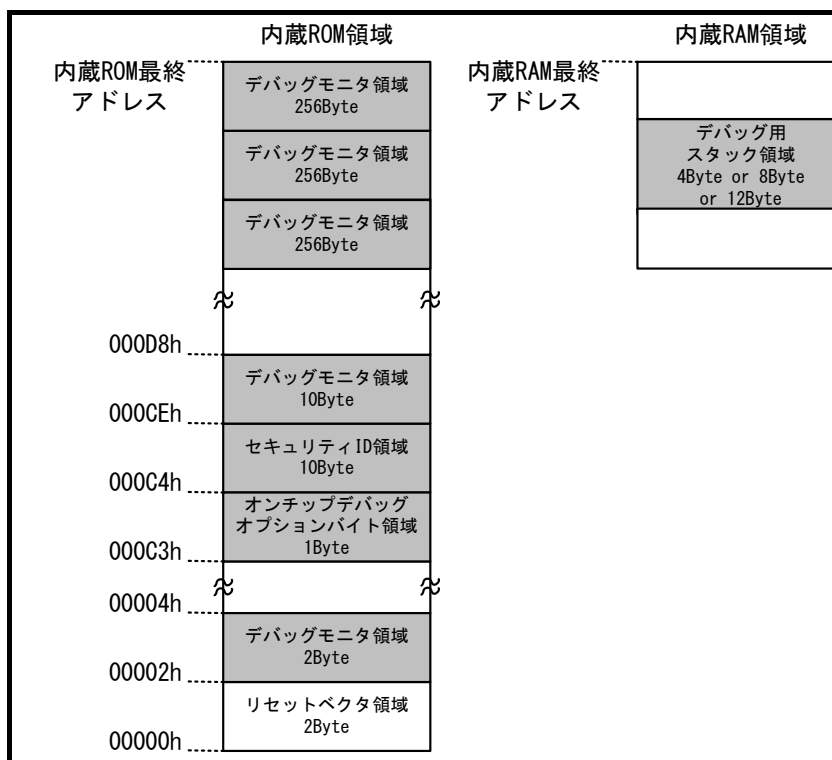 内蔵ROM領域
内蔵ROM最終
アドレス
デバッグモニタ領域
256Byte
デバッグモニタ領域
256Byte
デバッグモニタ領域
256Byte
000D8h
デバッグモニタ領域
10Byte
000CEh
セキュリティID領域
10Byte
000C4h
オンチップデバッグ
オプションバイト領域
1Byte
000C3h
00004h
デバッグモニタ領域
2Byte
00002h
リセットベクタ領域
2Byte
00000h
内蔵RAM領域
内蔵RAM最終
アドレス
デバッグ用
スタック領域
4Byte or 8Byte
or 12Byte